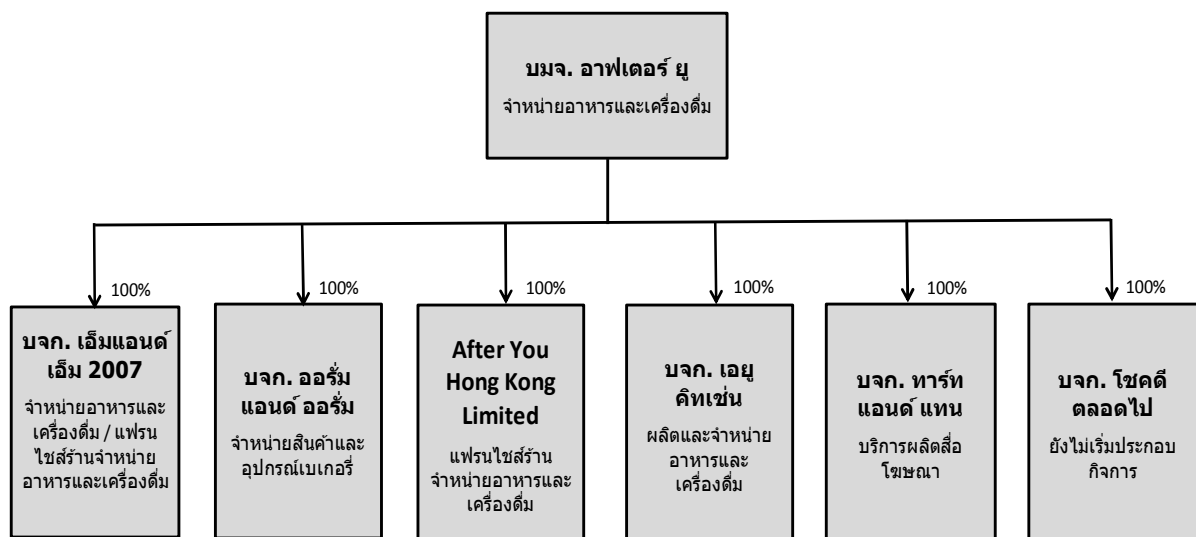 บมจ. อาฟเตอร์ ยู
จำหน่ายอาหารและเครื่องดื่ม
100%
100%
100%
100%
100%
100%
บจก. เอ็มแอนด์
เอ็ม 2007
จำหน่ายอาหารและ
เครื่องดื่ม / แฟรน
ไชส์ร้านจำหน่าย
อาหารและเครื่องดื่ม
บจก. ออรั่ม
แอนด์ ออรั่ม
จำหน่ายสินค้าและ
อุปกรณ์เบเกอรี่
After You
Hong Kong
Limited
แฟรนไชส์ร้าน
จำหน่ายอาหารและ
เครื่องดื่ม
บจก. เอยู
คิทเช่น
ผลิตและจำหน่าย
อาหารและ
เครื่องดื่ม
บจก. ทาร์ท
แอนด์ แทน
บริการผลิตสื่อ
โฆษณา
บจก. โชคดี
ตลอดไป
ยังไม่เริ่มประกอบ
กิจการ